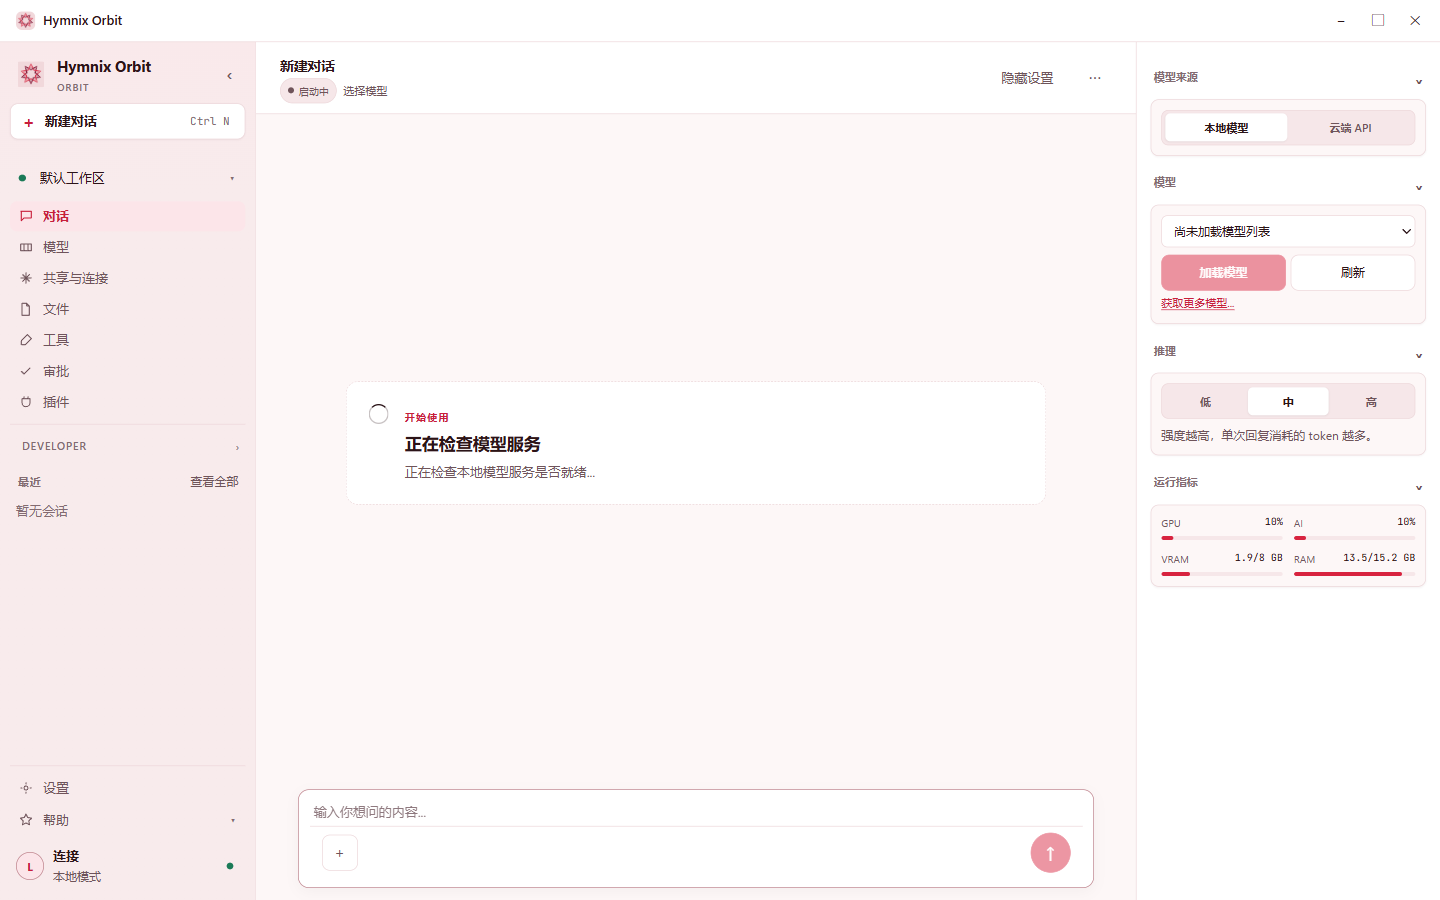 Hymnix Orbit
Hymnix Orbit
ORBIT
+ 新建对话 Ctrl N
默认工作区
对话
模型
共享与连接
文件
工具
审批
插件
DEVELOPER
最近 查看全部
暂无会话
设置
帮助
L
连接
本地模式
新建对话
启动中 选择模型
隐藏设置 ...
开始使用
正在检查模型服务
正在检查本地模型服务是否就绪...
输入你想问的内容...
+
模型来源
本地模型 云端 API
模型
尚未加载模型列表
加载模型 刷新
获取更多模型...
推理
低 中 高
强度越高，单次回复消耗的 token 越多。
运行指标
GPU 10% AI 10%
VRAM 1.9/8 GB RAM 13.5/15.2 GB